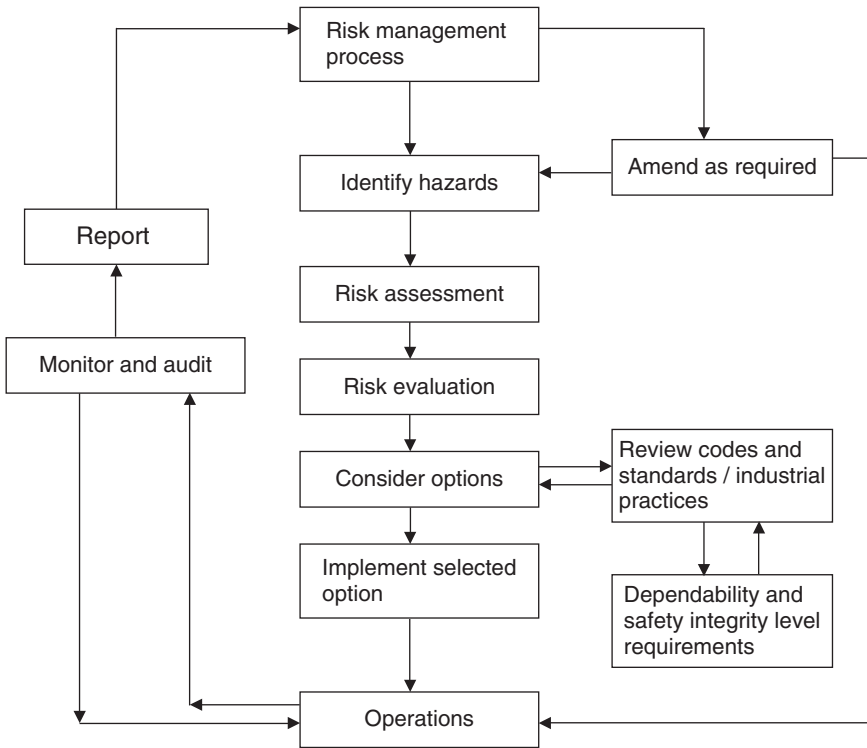 Risk management
process
Amend as required
Identify hazards
Report
Risk assessment
Monitor and audit
Risk evaluation
Review codes and
standards / industrial
practices
Consider options
Implement selected
option
Dependability and
safety integrity level
requirements
Operations